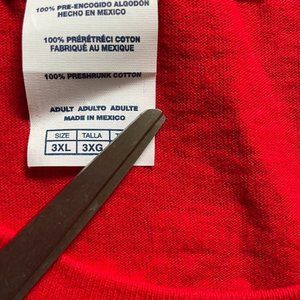 100% PRE-ENCOGIDO ALGODÓN
HECHO EN MEXICO
100% PRÉRÉTRÉCI COTON
FABRIQUÉ AU MEXIQUE
100% PRESHRUNK COTTON
ADULT ADULTO ADULTE
MADE IN MEXICO
SIZE TALLA
3XL 3XG